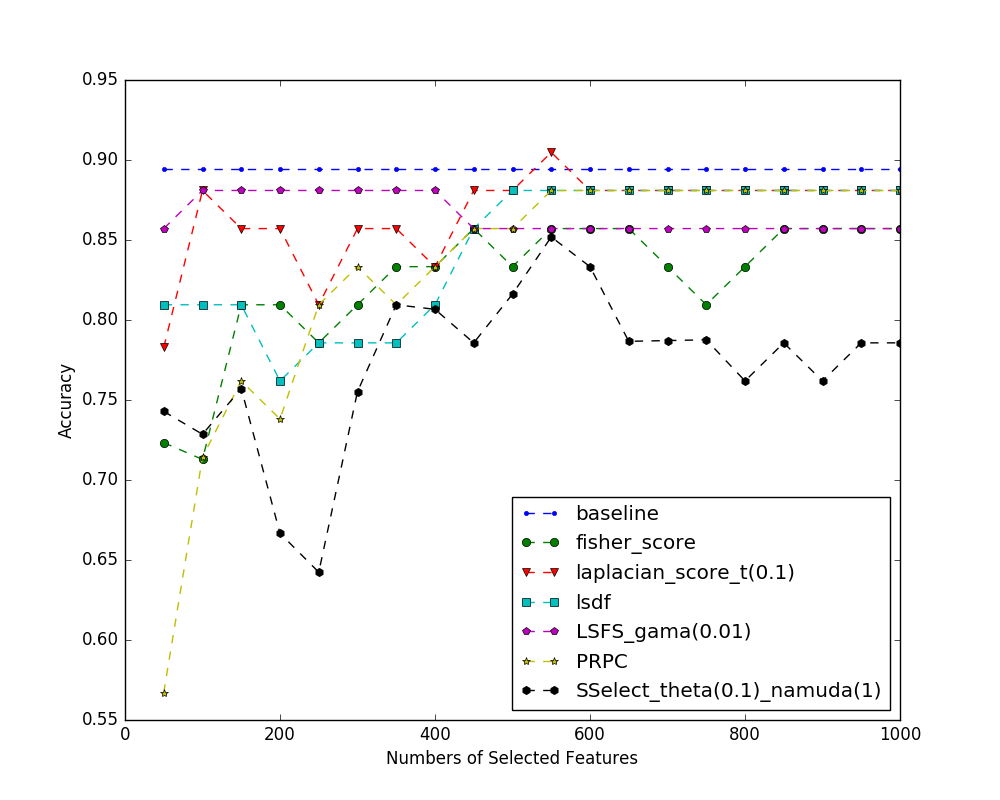 0.95
0.90
0.85
0.80
0.75
0.70
0.65
0.60
0.55
Accuracy
baseline
fisher_score
laplacian_score_t(0.1)
lsdf
LSFS_gama(0.01)
PRPC
SSelect_theta(0.1)_namuda(1)
0 200 400 600 800 1000
Numbers of Selected Features